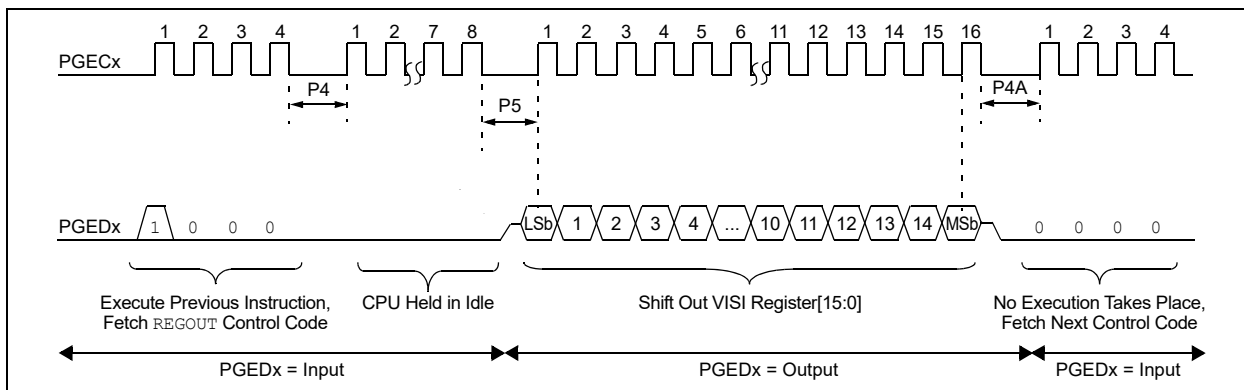 1 2 3 4 1 2 7 8 1 2 3 4 5 6 11 12 13 14 15 16 1 2 3 4
PGECx
P4 P5 P4A
PGEDx 1 0 0 0 LSb 1 2 3 4 ... 10 11 12 13 14 MSb 0 0 0 0
Execute Previous Instruction,
Fetch REGOUT Control Code
CPU Held in Idle
Shift Out VISI Register[15:0]
No Execution Takes Place,
Fetch Next Control Code
PGEDx = Input
PGEDx = Output
PGEDx = Input